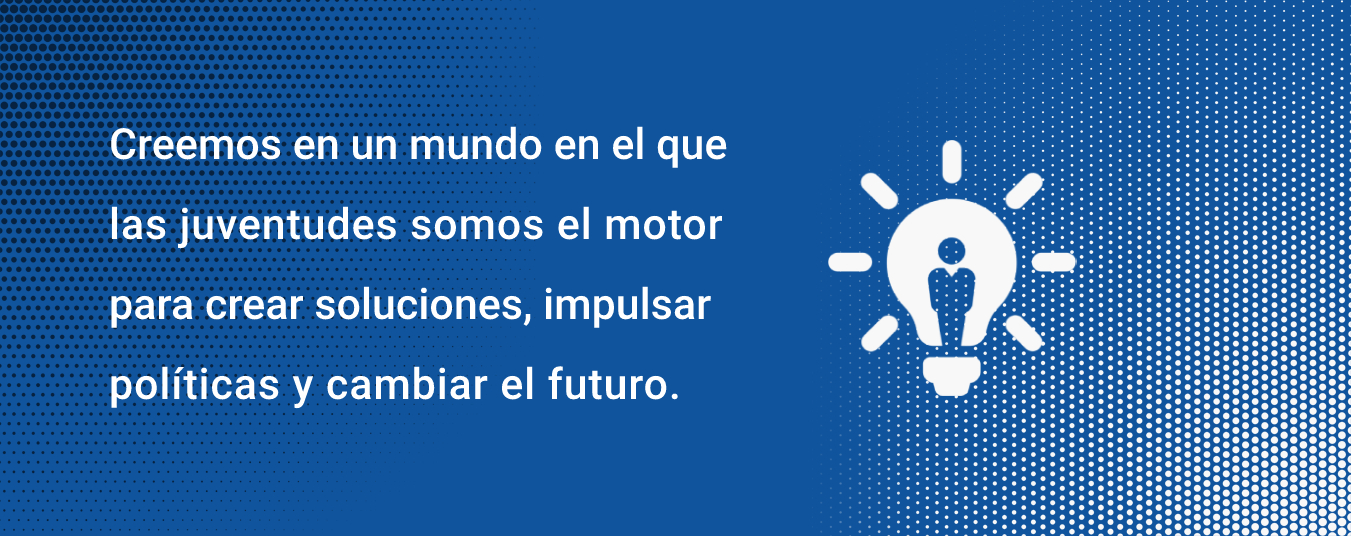 Creemos en un mundo en el que
las juventudes somos el motor
para crear soluciones, impulsar
políticas y cambiar el futuro.